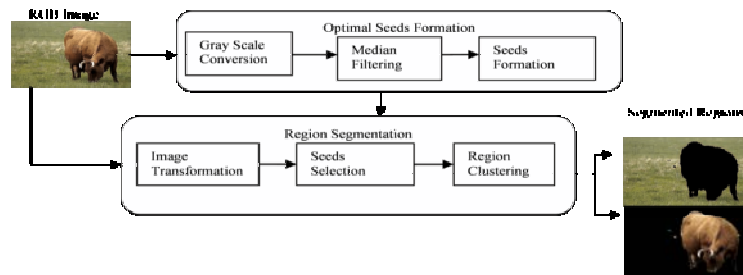 RGB Image
Optimal Seeds Formation
Gray Scale
Conversion
Median
Filtering
Seeds
Formation
Region Segmentation
Image
Transformation
Seeds
Selection
Region
Clustering
Segmented Regions